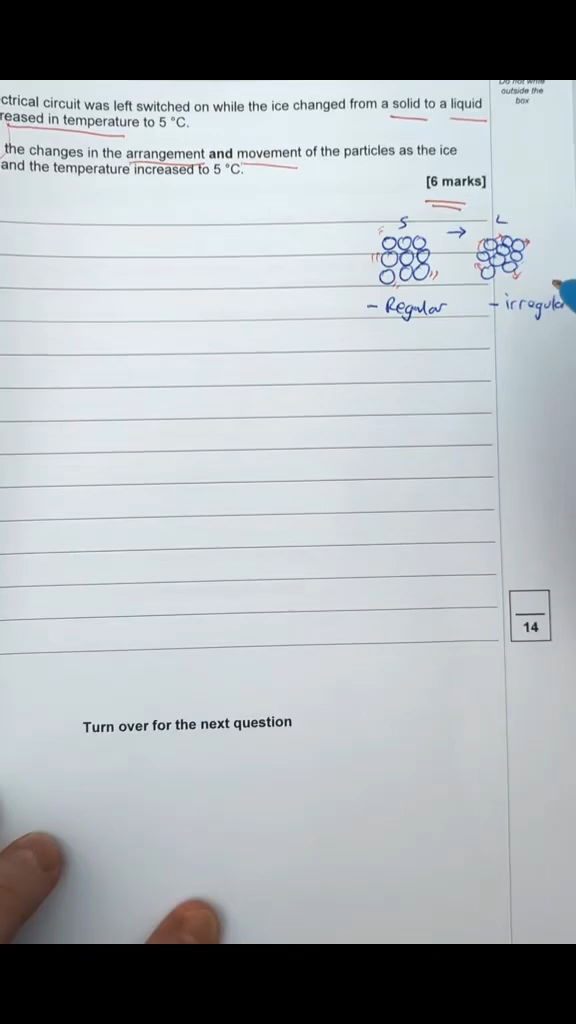 outside the
box
ctrical circuit was left switched on while the ice changed from a solid to a liquid
reased in temperature to 5 °C.
the changes in the arrangement and movement of the particles as the ice
and the temperature increased to 5 °C.
[6 marks]
S → L
- Regular - irregular
14
Turn over for the next question